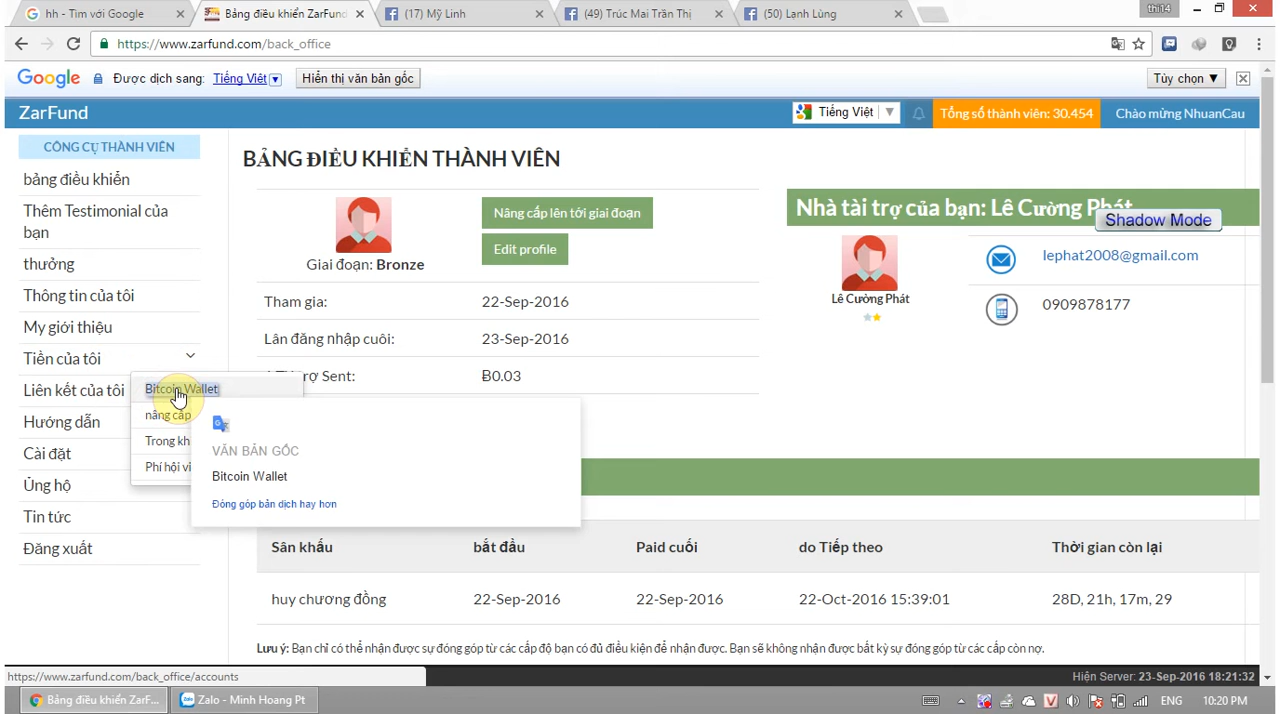 hh - Tìm với Google
Bảng điều khiển ZarFund
(17) Mỹ Linh
(49) Trúc Mai Trần Thị
(50) Lạnh Lùng
thi14
https://www.zarfund.com/back_office
Google
Được dịch sang: Tiếng Việt
Hiển thị văn bản gốc
Tùy chọn ▼
ZarFund
Tiếng Việt
Tổng số thành viên: 30.454
Chào mừng NhuanCau
CÔNG CỤ THÀNH VIÊN
bảng điều khiển
Thêm Testimonial của
bạn
thưởng
Thông tin của tôi
My giới thiệu
Tiền của tôi
Liên kết của tôi
Hướng dẫn
Cài đặt
Ủng hộ
Tin tức
Đăng xuất
Bitcoin Wallet
nâng cấp
Trong kh
Phí hội vi
VĂN BẢN GỐC
Bitcoin Wallet
Đóng góp bản dịch hay hơn
BẢNG ĐIỀU KHIỂN THÀNH VIÊN
Giai đoạn: Bronze
Nâng cấp lên tới giai đoạn
Edit profile
Tham gia: 22-Sep-2016
Lần đăng nhập cuối: 23-Sep-2016
rợ Sent: Ƀ0.03
Nhà tài trợ của bạn: Lê Cường Phát
Shadow Mode
Lê Cường Phát
lephat2008@gmail.com
0909878177
Sân khấu bắt đầu Paid cuối do Tiếp theo Thời gian còn lại
huy chương đồng 22-Sep-2016 22-Sep-2016 22-Oct-2016 15:39:01 28D, 21h, 17m, 29
Lưu ý: Bạn chỉ có thể nhận được sự đóng góp từ các cấp độ bạn có đủ điều kiện để nhận được. Bạn sẽ không nhận được bất kỳ sự đóng góp từ các cấp còn nợ.
https://www.zarfund.com/back_office/accounts
Hiện Server: 23-Sep-2016 18:21:32
Bảng điều khiển ZarF...
Zalo - Minh Hoang Pt
ENG
10:20 PM